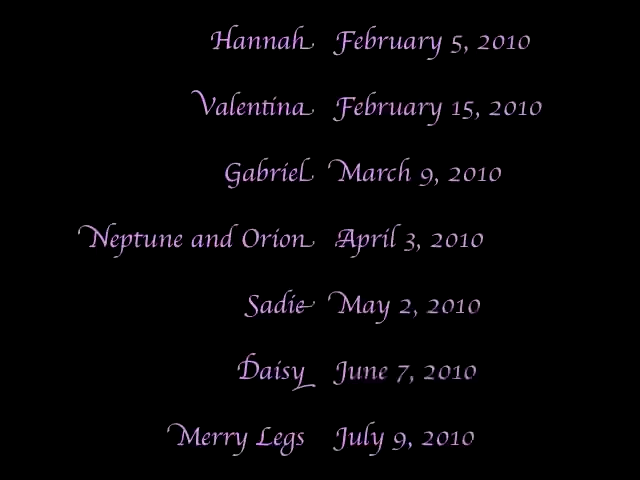 Hannah February 5, 2010
Valentina February 15, 2010
Gabriel March 9, 2010
Neptune and Orion April 3, 2010
Sadie May 2, 2010
Daisy June 7, 2010
Merry Legs July 9, 2010